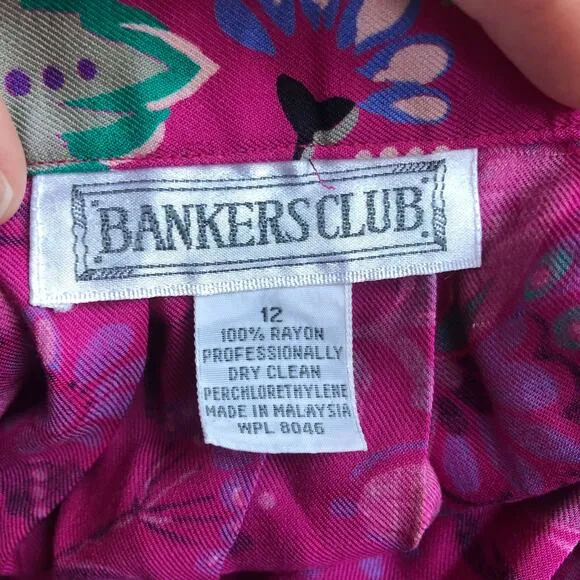 BANKERS CLUB
12
100% RAYON
PROFESSIONALLY
DRY CLEAN
PERCHLORETHYLENE
MADE IN MALAYSIA
WPL 8046